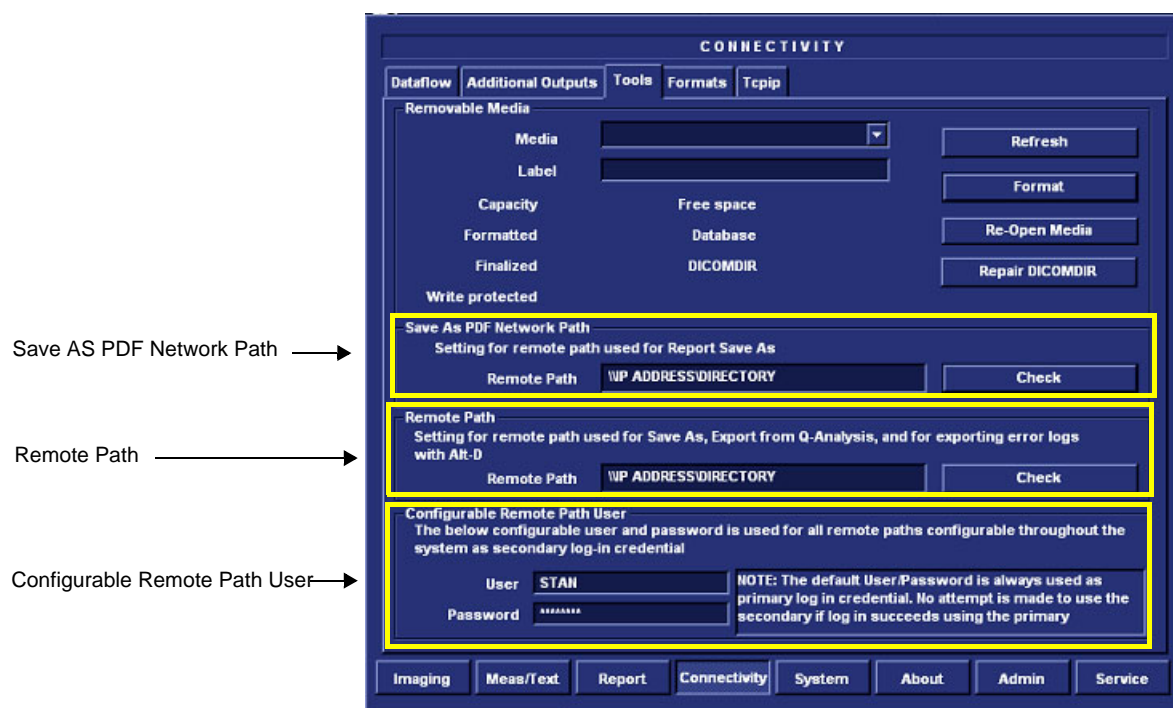 CONNECTIVITY
Dataflow Additional Outputs Tools Formats Tcpip
Removable Media
Media
Refresh
Label
Format
Capacity Free space
Formatted Database
Re-Open Media
Finalized DICOMDIR
Repair DICOMDIR
Write protected
Save AS PDF Network Path
Save As PDF Network Path
Setting for remote path used for Report Save As
Remote Path \\IP ADDRESS\DIRECTORY Check
Remote Path
Remote Path
Setting for remote path used for Save As, Export from Q-Analysis, and for exporting error logs
with Alt-D
Remote Path \\IP ADDRESS\DIRECTORY Check
Configurable Remote Path User
Configurable Remote Path User
The below configurable user and password is used for all remote paths configurable throughout the
system as secondary log-in credential
User STAN
Password ********
NOTE: The default User/Password is always used as
primary log in credential. No attempt is made to use the
secondary if log in succeeds using the primary
Imaging Meas/Text Report Connectivity System About Admin Service